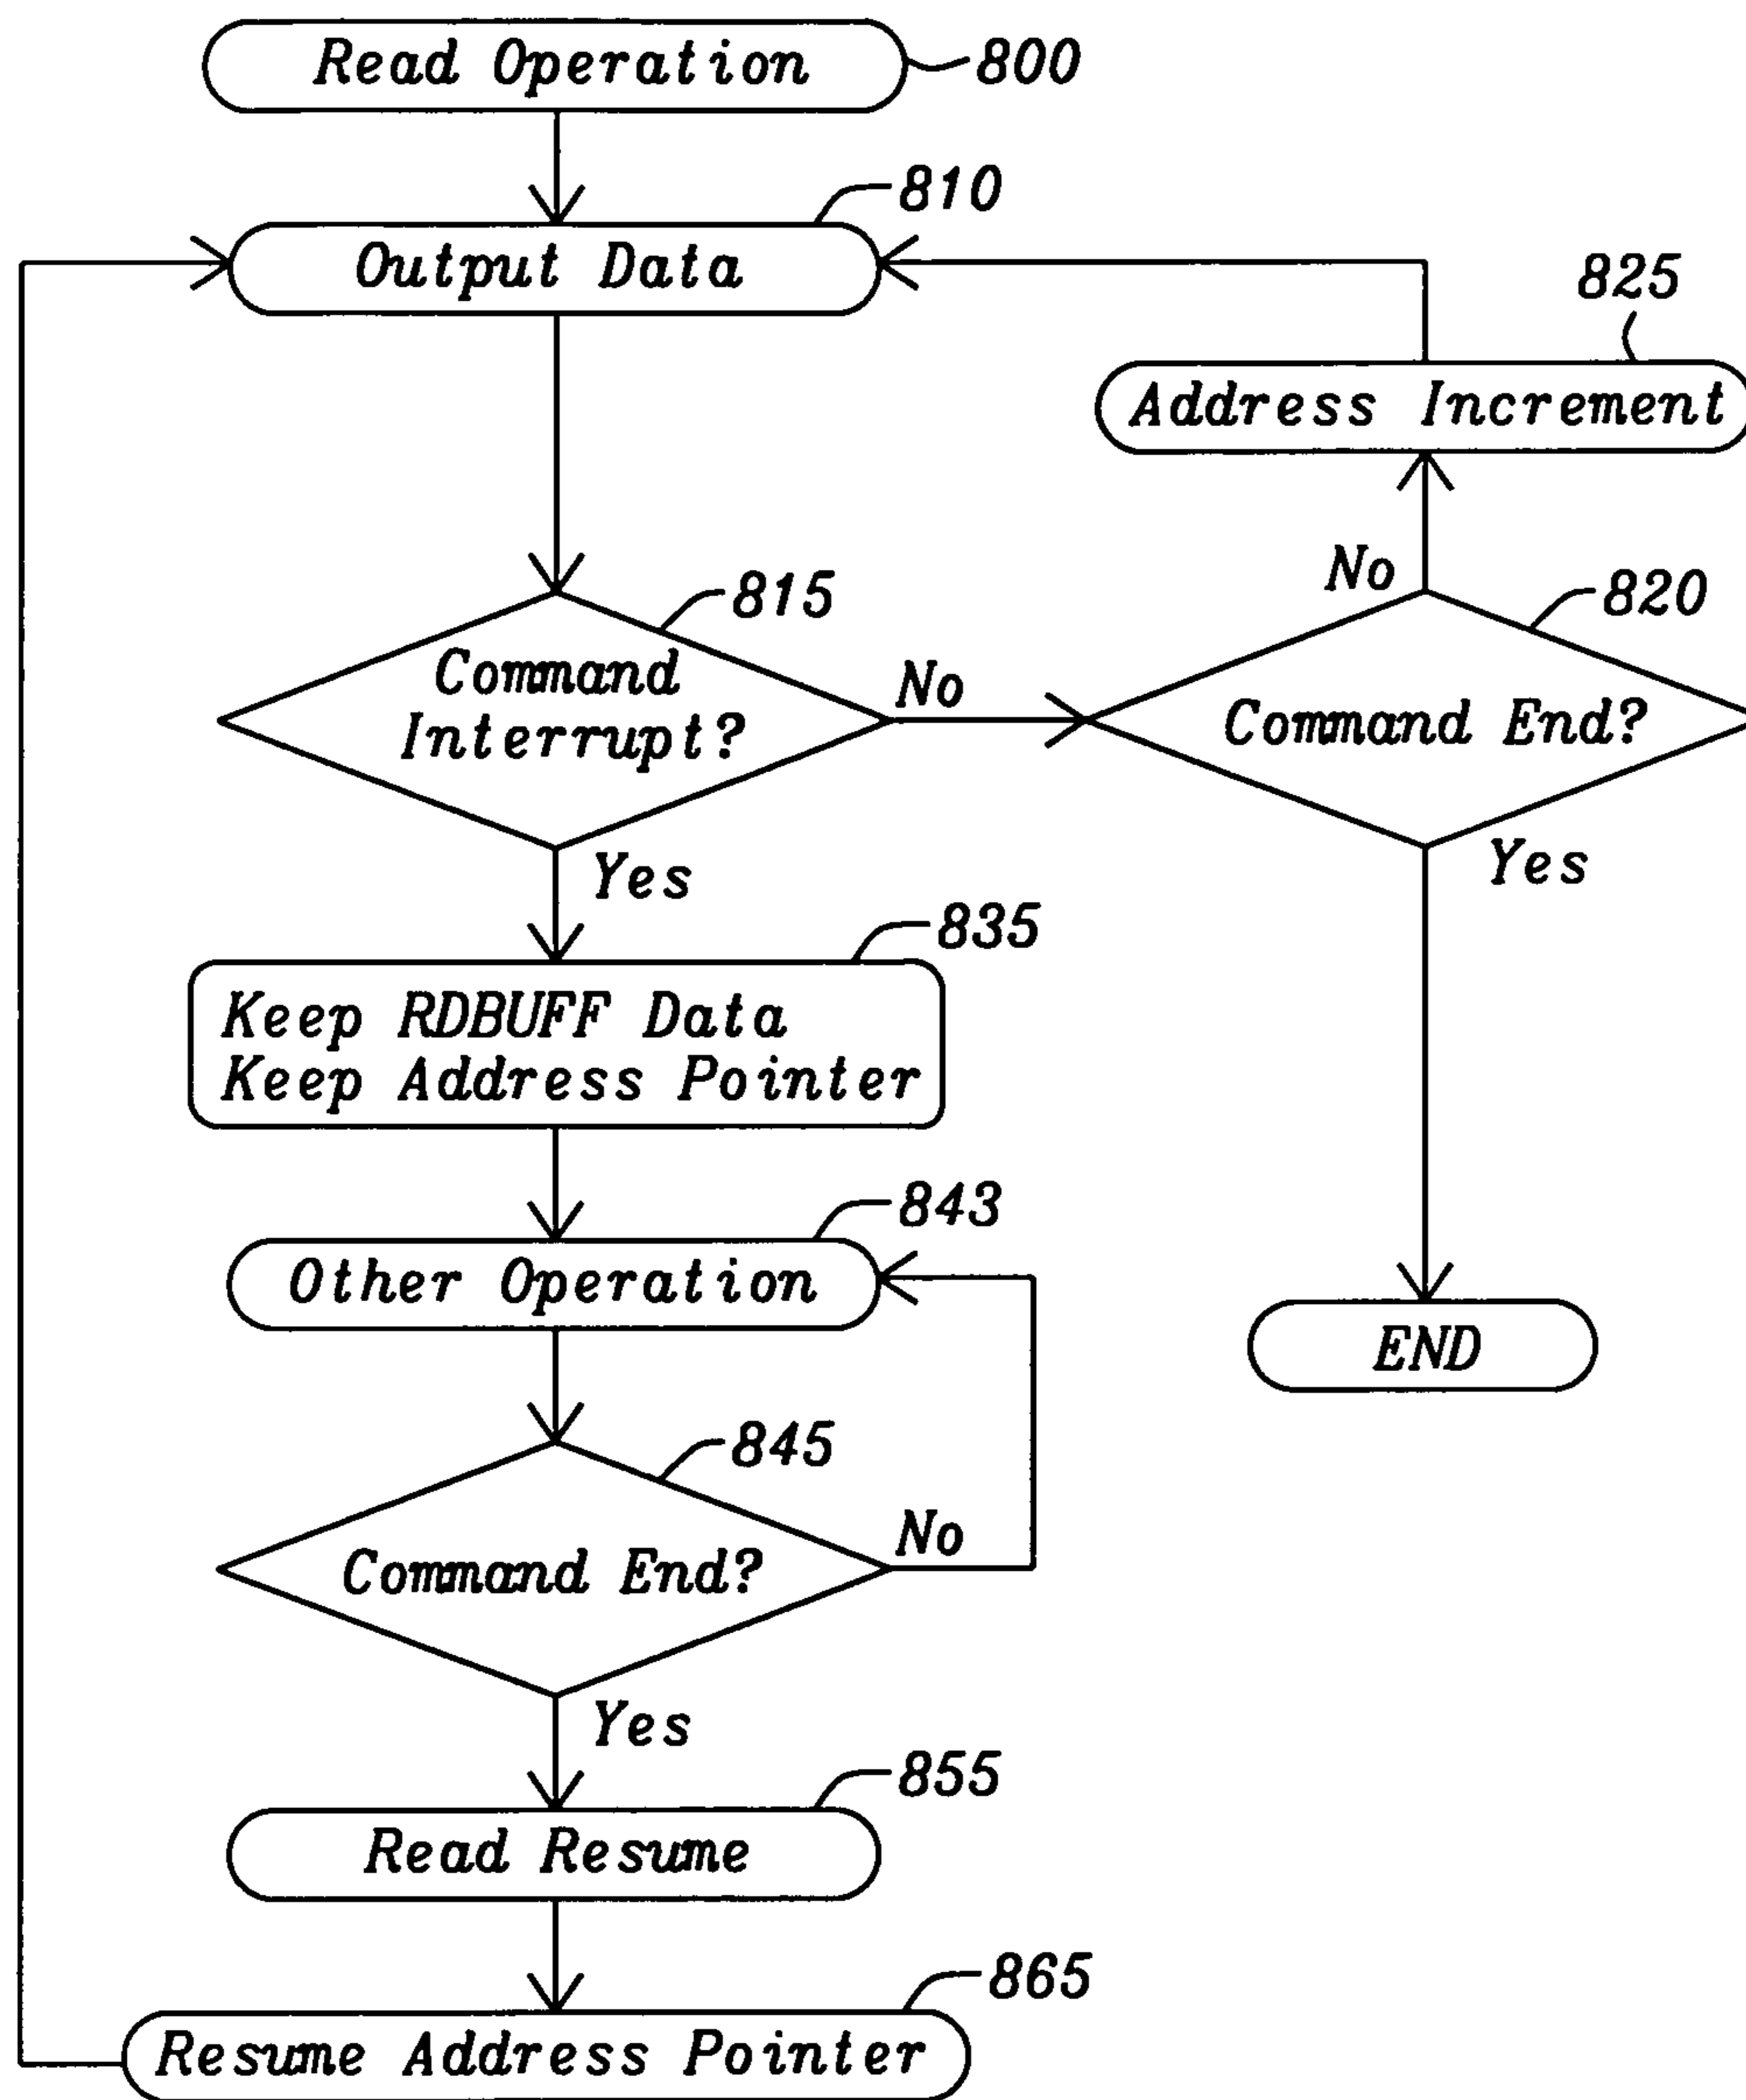 Read Operation
800
810
Output Data
825
Address Increment
815
Command
Interrupt?
No
No
820
Command End?
Yes
Yes
835
Keep RDBUFF Data
Keep Address Pointer
843
Other Operation
END
845
Command End?
No
Yes
855
Read Resume
865
Resume Address Pointer